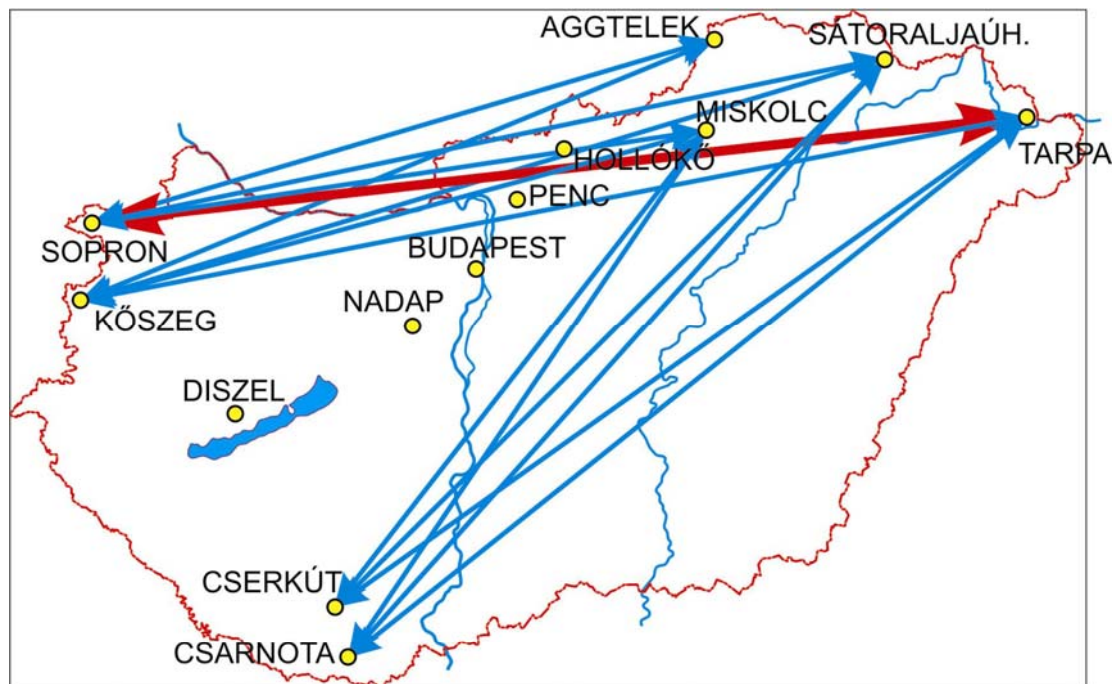 AGGTELEK
SÁTORALJAÚH.
MISKOLC
HOLLÓKŐ
TARPA
PENC
SOPRON
BUDAPEST
KŐSZEG
NADAP
DISZEL
CSERKÚT
CSARNOTA